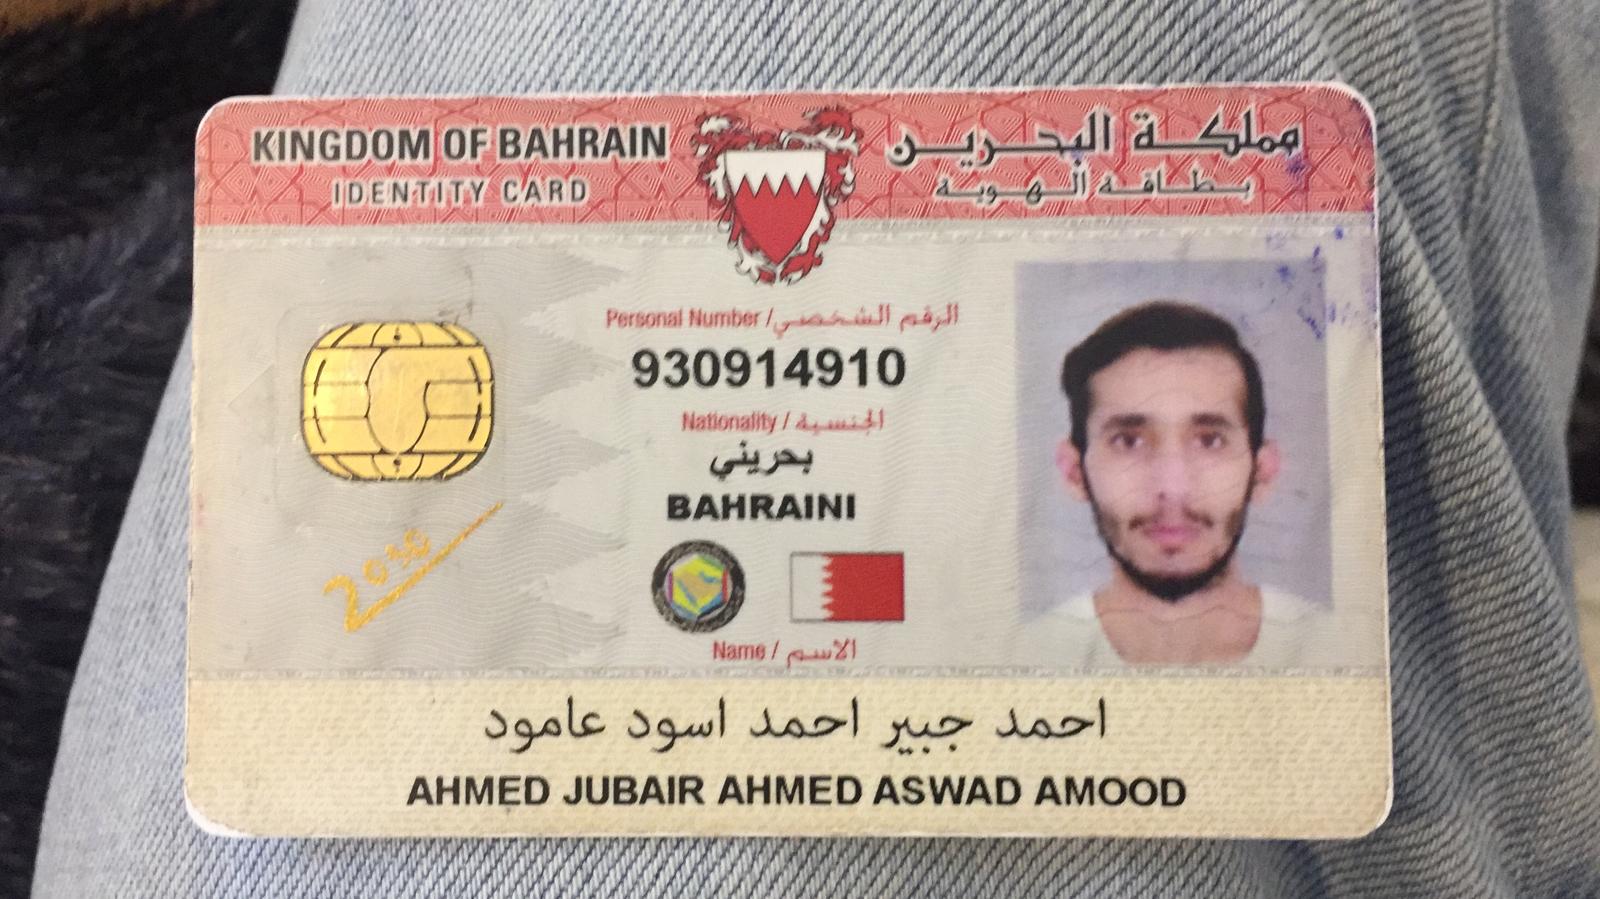 KINGDOM OF BAHRAIN مملكة البحرين
IDENTITY CARD بطاقة الهوية
Personal Number / الرقم الشخصي
930914910
Nationality / الجنسية
بحريني
BAHRAINI
2030
Name / الاسم
احمد جبير احمد اسود عامود
AHMED JUBAIR AHMED ASWAD AMOOD